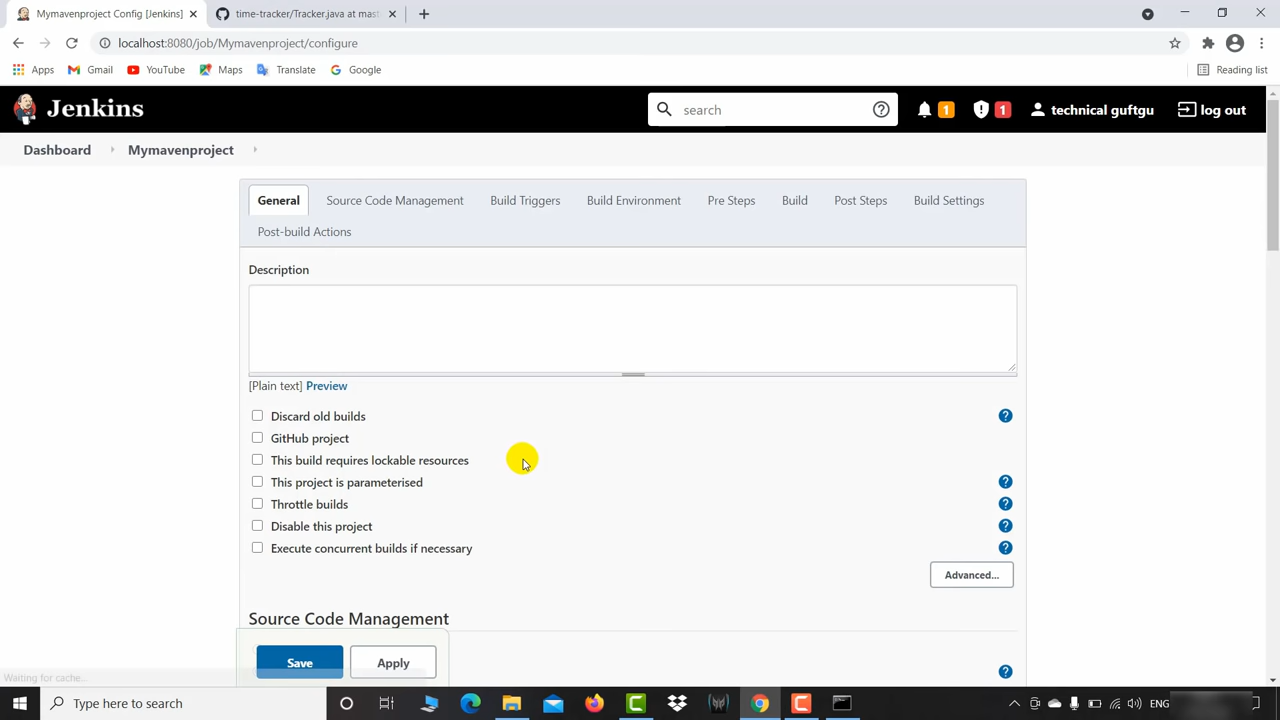 Mymavenproject Config [Jenkins]
time-tracker/Tracker.java at mast
localhost:8080/job/Mymavenproject/configure
Apps
Gmail
YouTube
Maps
Translate
Google
Reading list
Jenkins
search
1
1
technical guftgu
log out
Dashboard
Mymavenproject
General
Source Code Management
Build Triggers
Build Environment
Pre Steps
Build
Post Steps
Build Settings
Post-build Actions
Description
[Plain text] Preview
Discard old builds
GitHub project
This build requires lockable resources
This project is parameterised
Throttle builds
Disable this project
Execute concurrent builds if necessary
Advanced...
Source Code Management
Save
Apply
Waiting for cache...
Type here to search
ENG